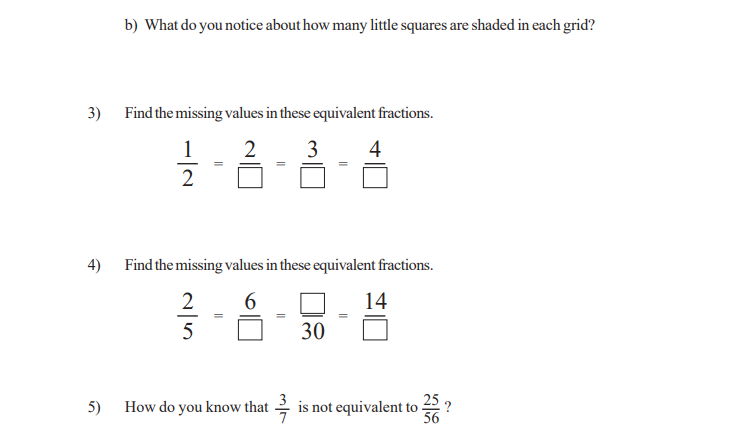 b) What do you notice about how many little squares are shaded in each grid?
3) Find the missing values in these equivalent fractions.
1/2 = 2/□ = 3/□ = 4/□
4) Find the missing values in these equivalent fractions.
2/5 = 6/□ = □/30 = 14/□
5) How do you know that 3/7 is not equivalent to 25/56 ?